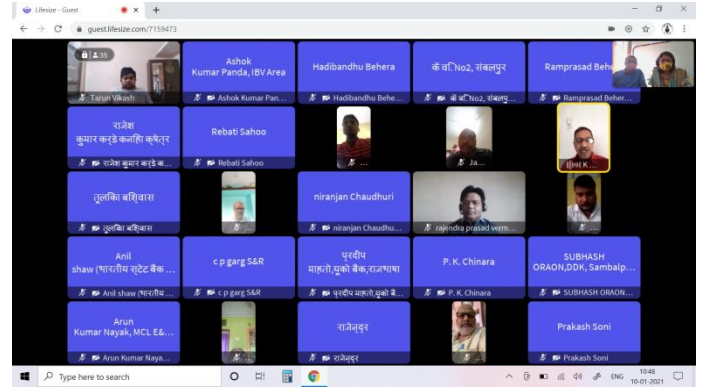 Lifesize - Guest
guest.lifesize.com/7159473
35
Tarun Vikash
Ashok
Kumar Panda, IBV Area
Ashok Kumar Pan...
Hadibandhu Behera
Hadibandhu Behe...
के वि No2, संबलपुर
के वि No2, संबलपु...
Ramprasad Behe
Ramprasad Beher...
राजेश
राजेश कुमार
Rebati Sahoo
Rebati Sahoo
...
Ja...
K...
...
niranjan Chaudhuri
niranjan Chaudhu...
rajendra prasad verm...
...
Anil
shaw (भारतीय स्टेट बैंक ...
Anil shaw (भारतीय ...
c p garg S&R
c p garg S&R
प्रदीप
माहतो,यूको बैंक,राजभाषा
प्रदीप माहतो,यूको बैं...
P. K. Chinara
P. K. Chinara
SUBHASH
ORAON,DDK, Sambalp...
SUBHASH ORAON...
Arun
Kumar Nayak, MCL E&...
Arun Kumar Naya...
...
राजेन्द्र
राजेन्द्र
...
Prakash Soni
Prakash Soni
Type here to search
ENG
10:48
10-01-2021